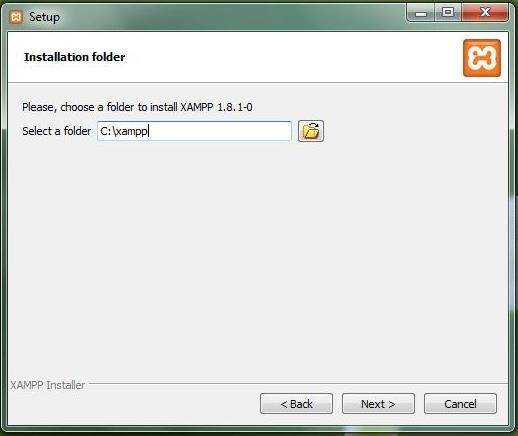 Setup
Installation folder
Please, choose a folder to install XAMPP 1.8.1-0
Select a folder C:\xampp
XAMPP Installer
< Back Next > Cancel